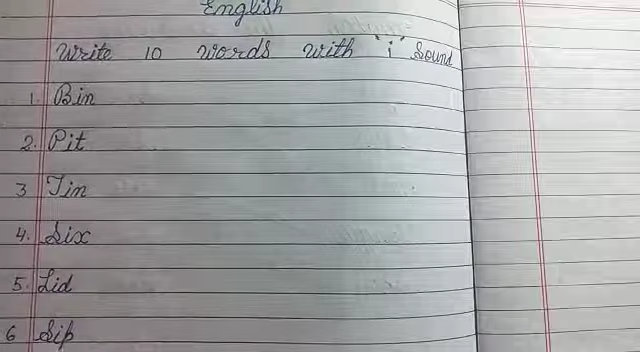 English
Write 10 words with "i" Sound
1. Bin
2. Pit
3 Tin
4. Six
5. Lid
6 Sip